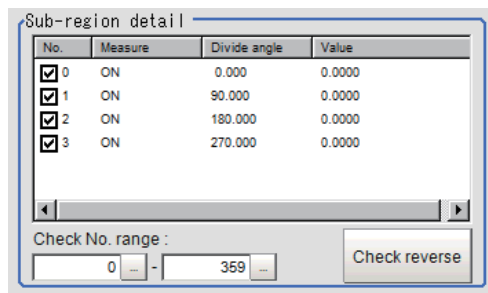 Sub-region detail
No. Measure Divide angle Value
0 ON 0.000 0.0000
1 ON 90.000 0.0000
2 ON 180.000 0.0000
3 ON 270.000 0.0000
Check No. range :
0 ... - 359 ... Check reverse